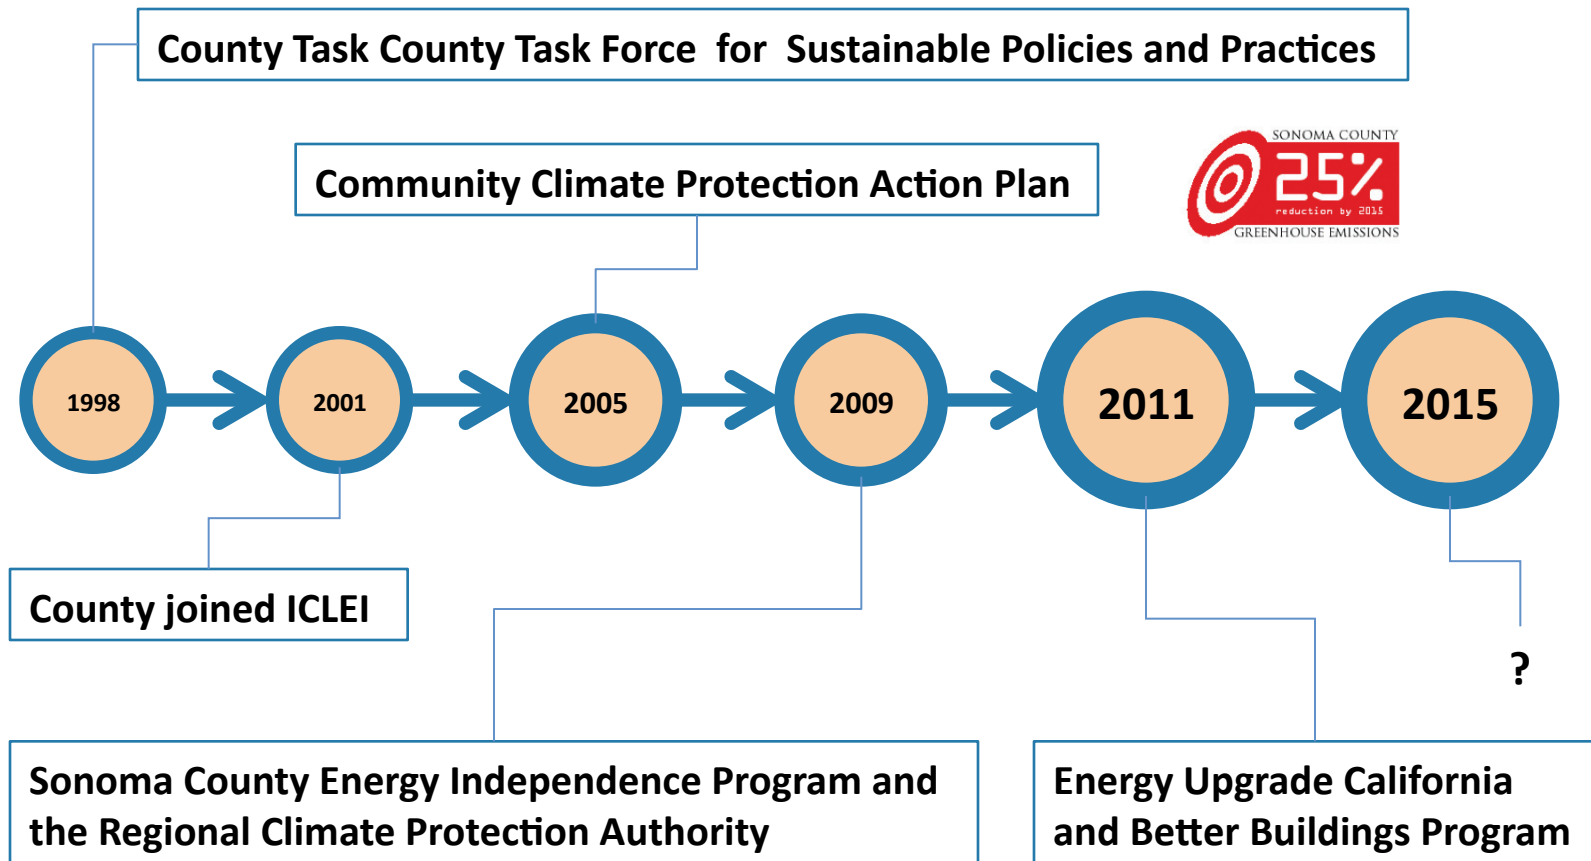 County Task County Task Force for Sustainable Policies and Practices
SONOMA COUNTY
25%
reduction by 2015
GREENHOUSE EMISSIONS
Community Climate Protection Action Plan
1998
2001
2005
2009
2011
2015
County joined ICLEI
?
Sonoma County Energy Independence Program and
the Regional Climate Protection Authority
Energy Upgrade California
and Better Buildings Program